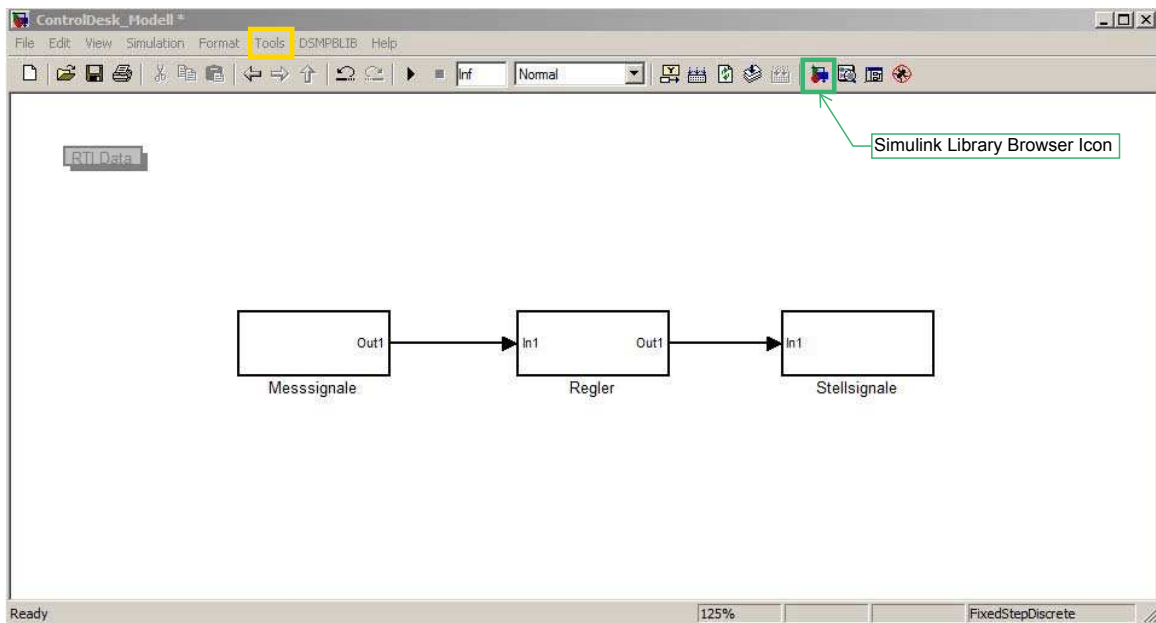 ControlDesk_Modell *
File Edit View Simulation Format Tools DSMPBLIB Help
Inf Normal
Simulink Library Browser Icon
RTI Data
Out1 In1 Out1 In1
Messsignale Regler Stellsignale
Ready 125% FixedStepDiscrete